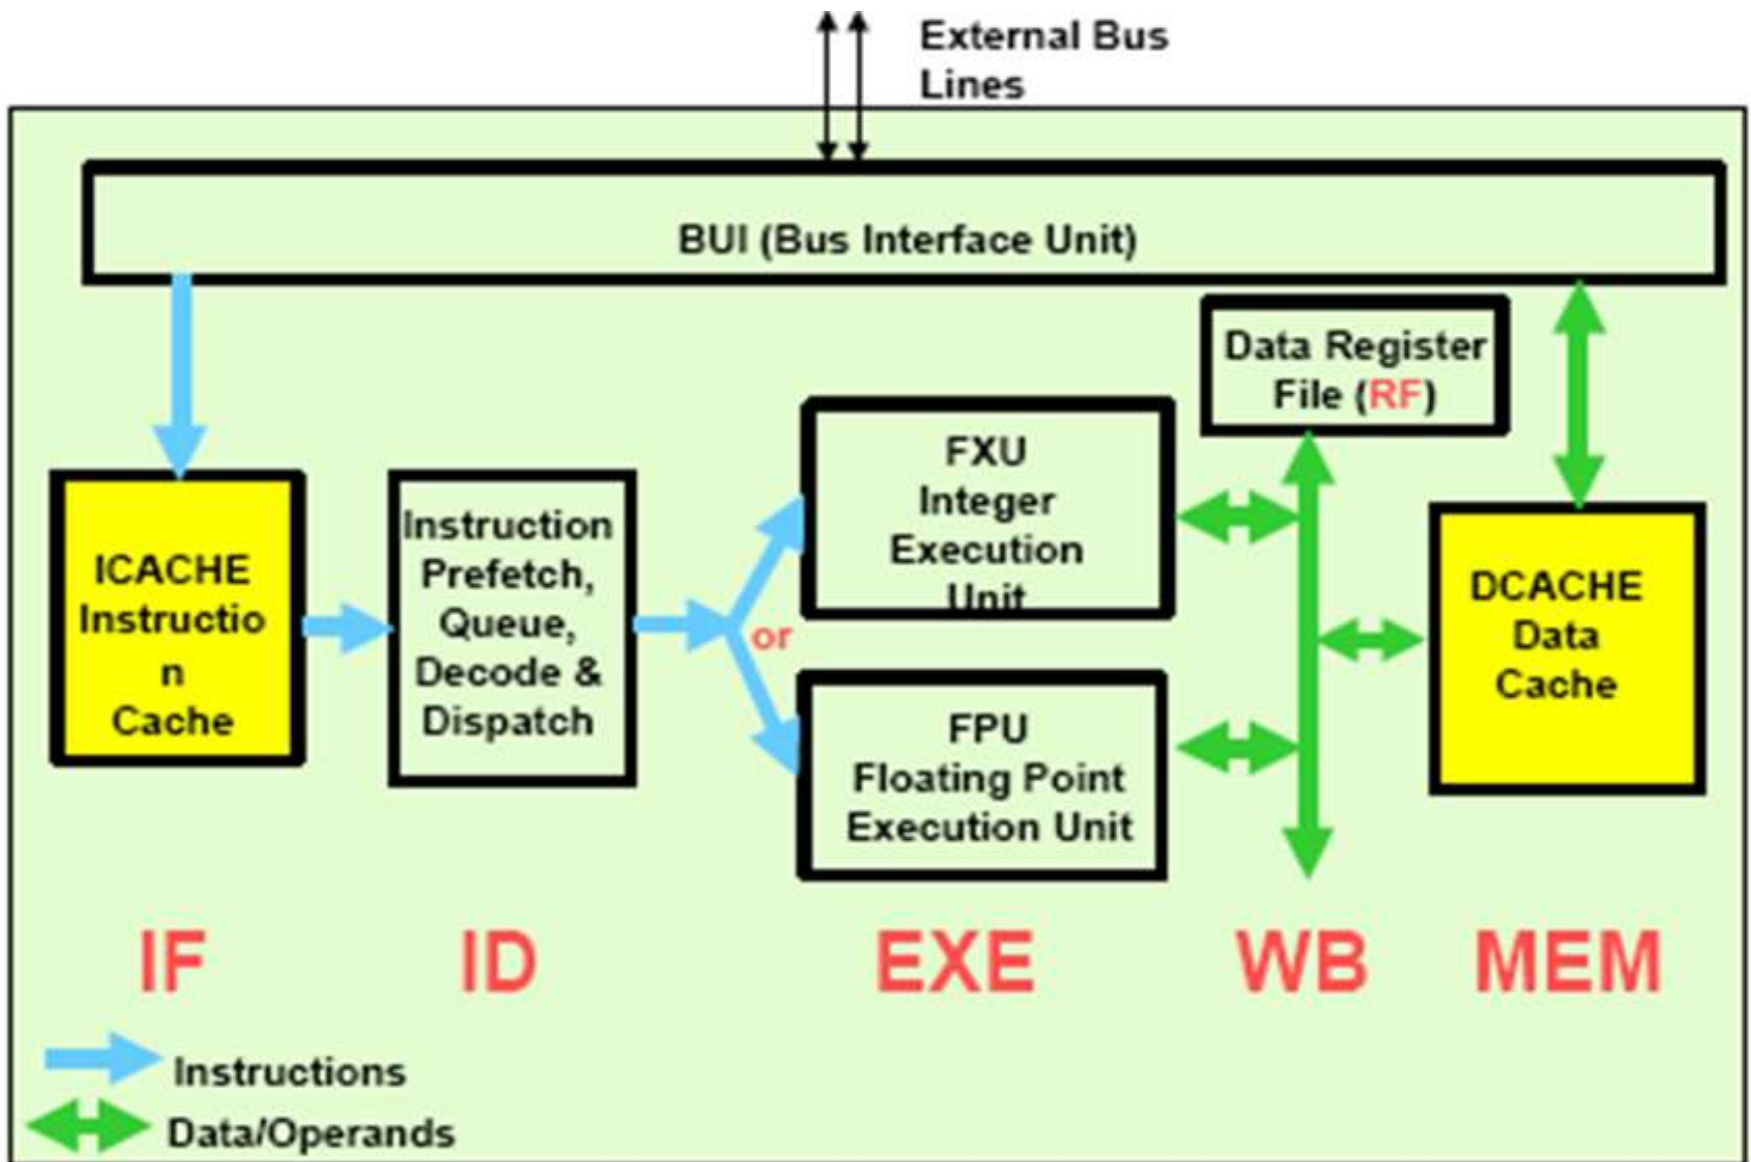 External Bus
Lines
BUI (Bus Interface Unit)
Data Register
File (RF)
FXU
Integer
Execution
Unit
ICACHE
Instructio
n
Cache
Instruction
Prefetch,
Queue,
Decode &
Dispatch
or
DCACHE
Data
Cache
FPU
Floating Point
Execution Unit
IF
ID
EXE
WB
MEM
Instructions
Data/Operands